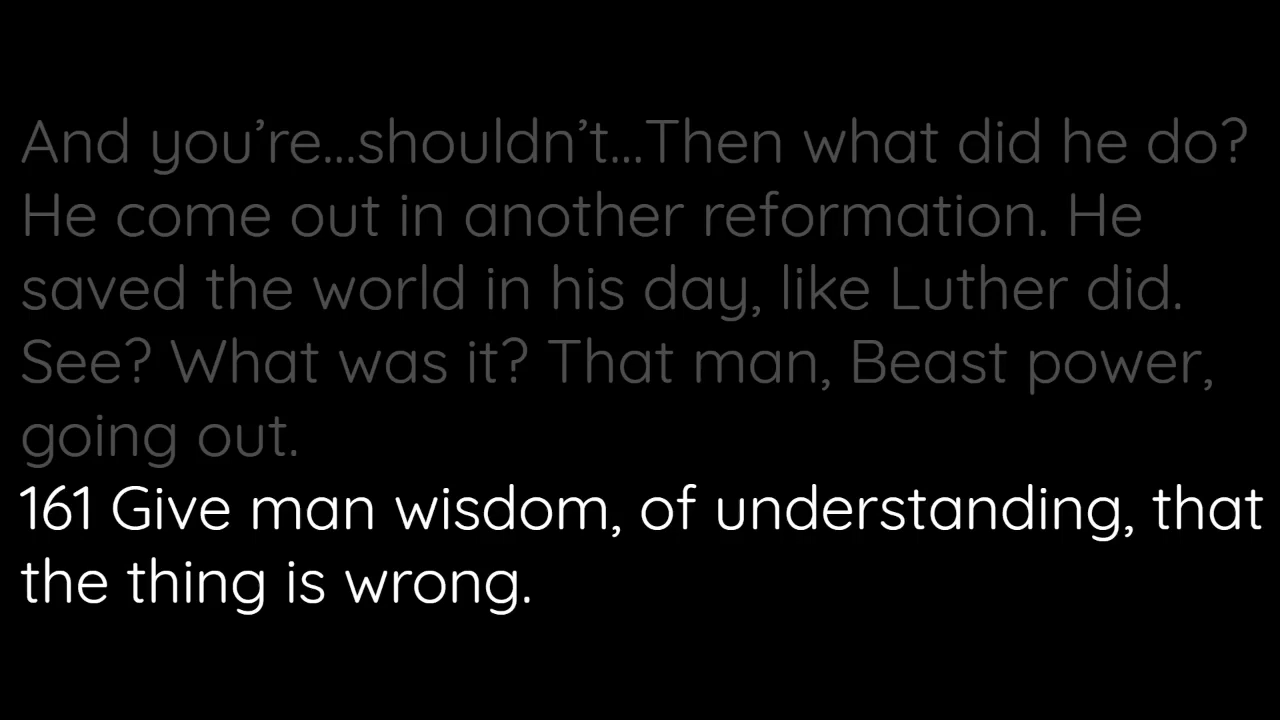 And you’re...shouldn’t...Then what did he do?
He come out in another reformation. He
saved the world in his day, like Luther did.
See? What was it? That man, Beast power,
going out.
161 Give man wisdom, of understanding, that
the thing is wrong.